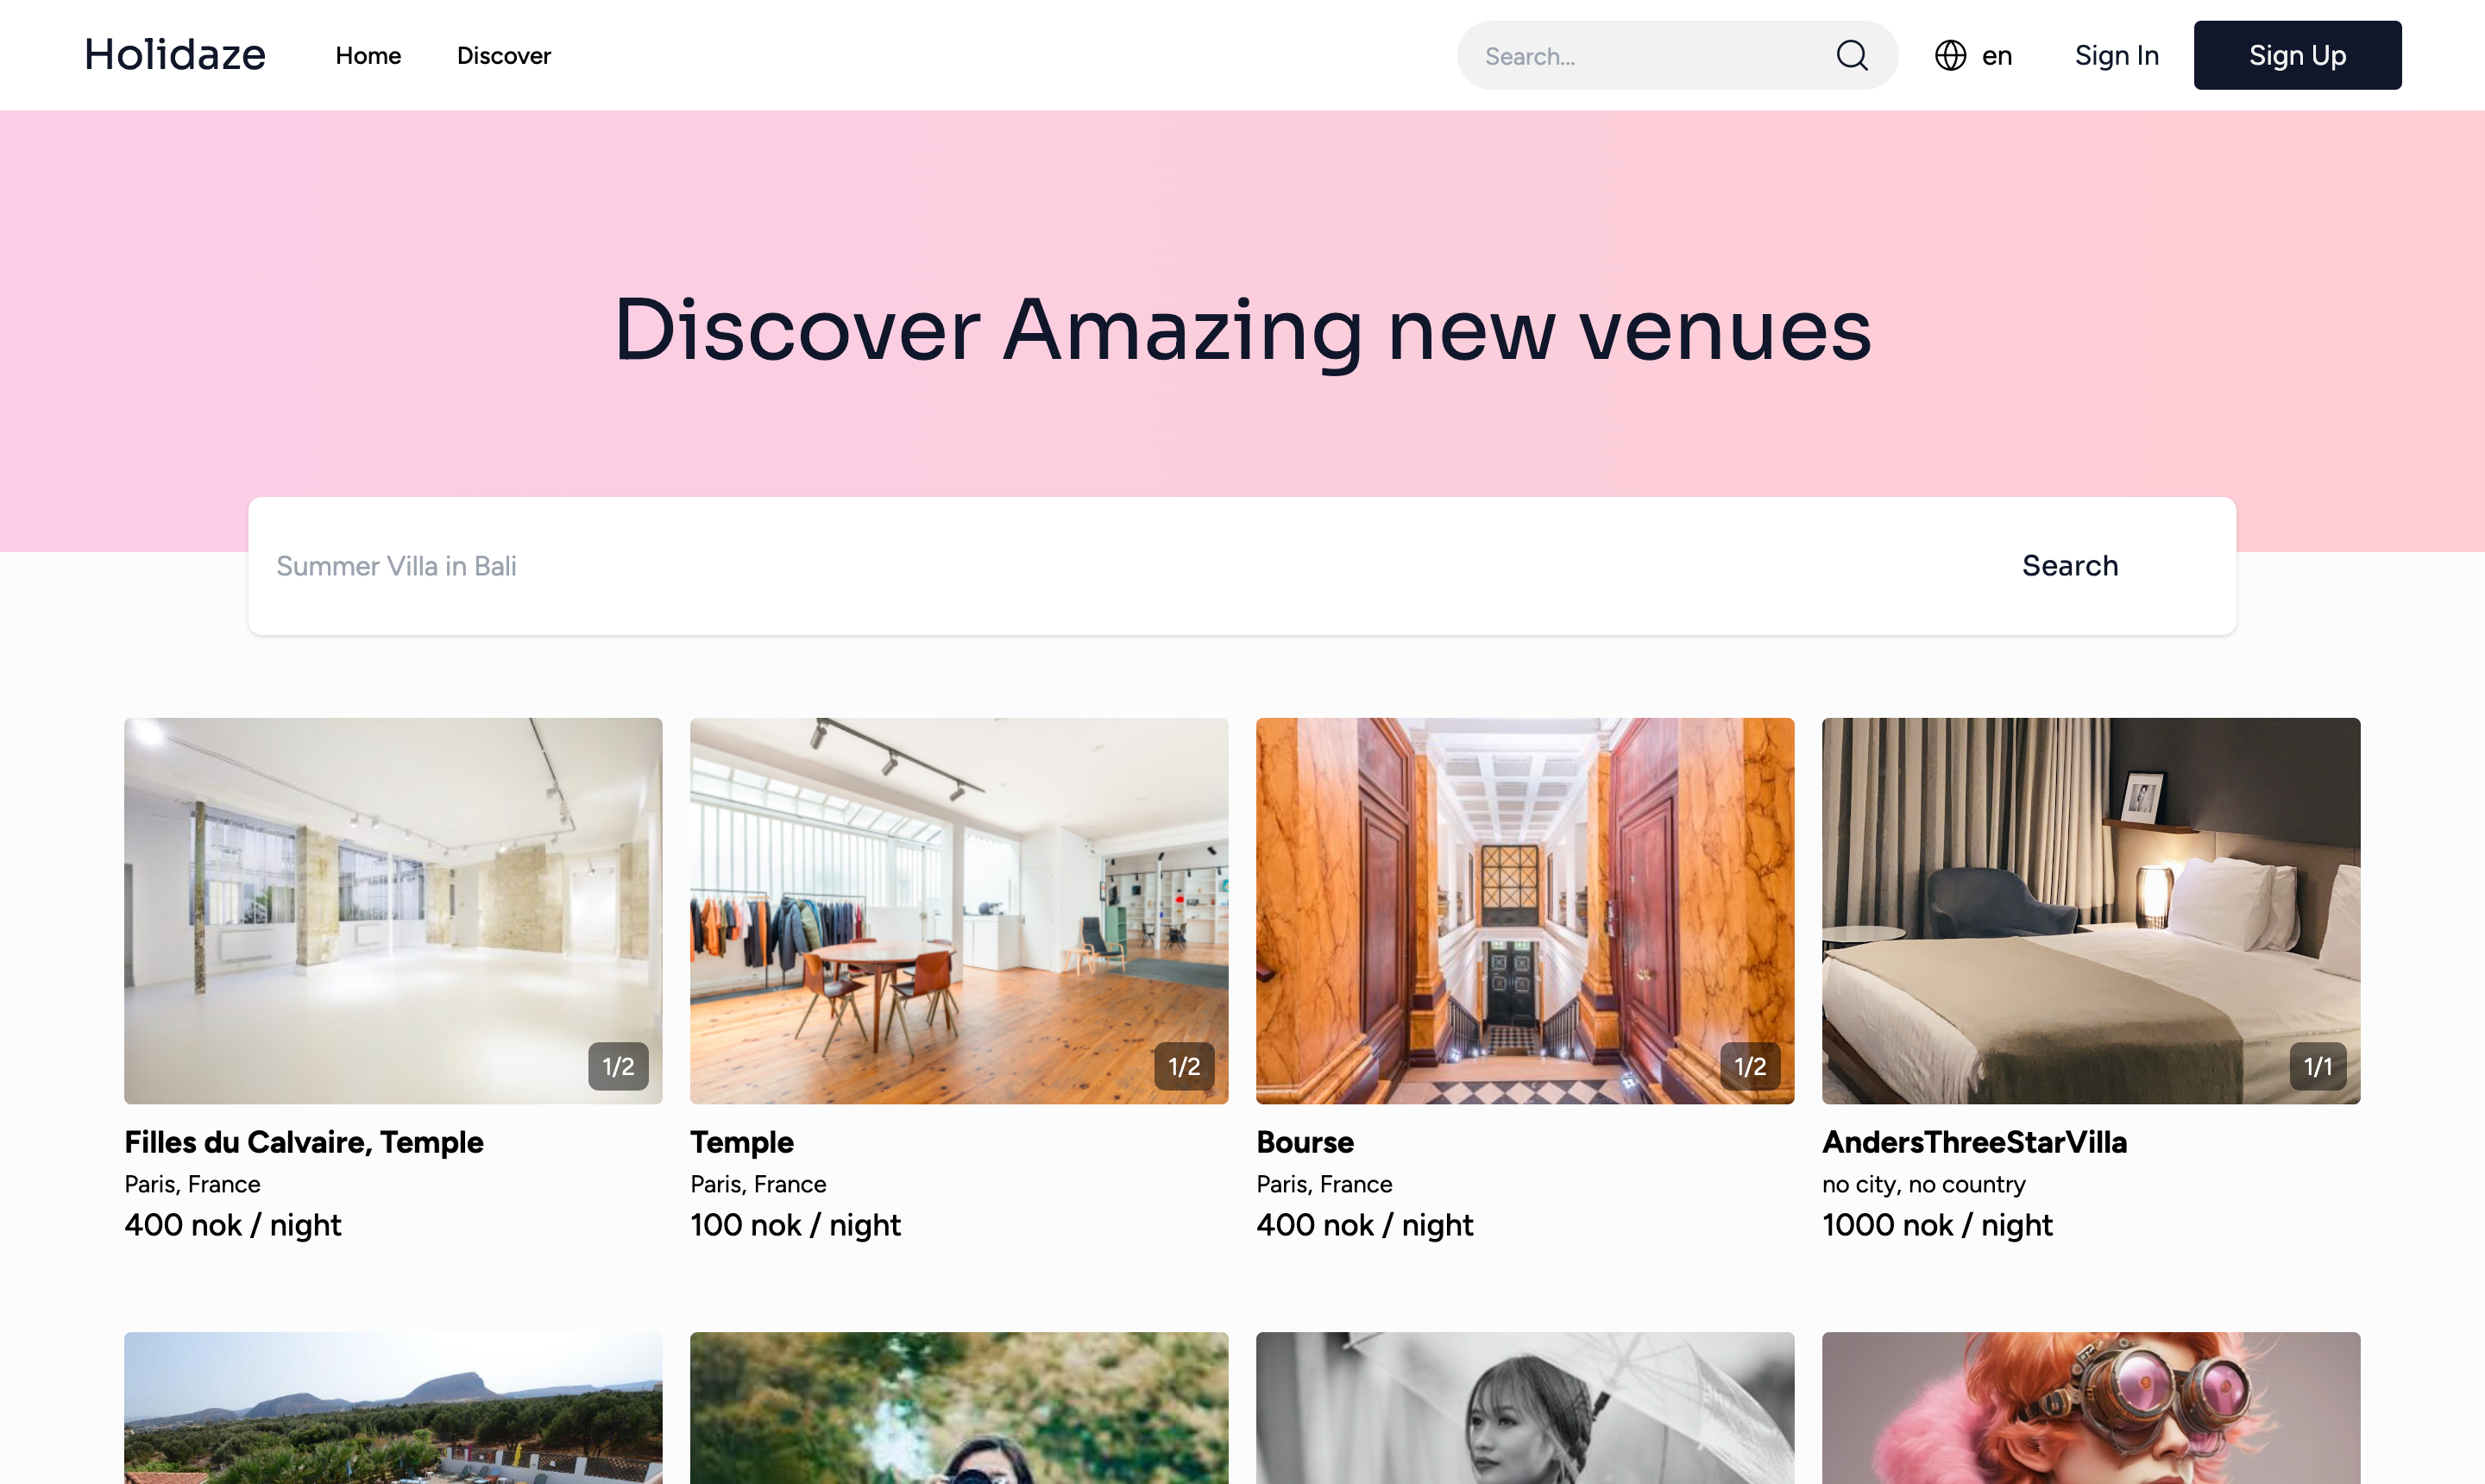 Holidaze
Home
Discover
Search...
en
Sign In
Sign Up
Discover Amazing new venues
Summer Villa in Bali
Search
1/2
1/2
1/2
1/1
Filles du Calvaire, Temple
Paris, France
400 nok / night
Temple
Paris, France
100 nok / night
Bourse
Paris, France
400 nok / night
AndersThreeStarVilla
no city, no country
1000 nok / night